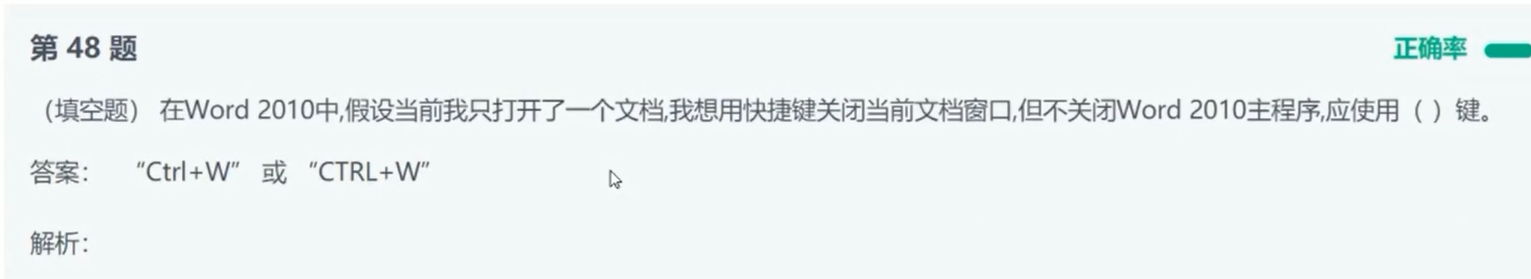 第 48 题
正确率
（填空题） 在Word 2010中,假设当前我只打开了一个文档,我想用快捷键关闭当前文档窗口,但不关闭Word 2010主程序,应使用（ ）键。
答案： “Ctrl+W” 或 “CTRL+W”
解析：